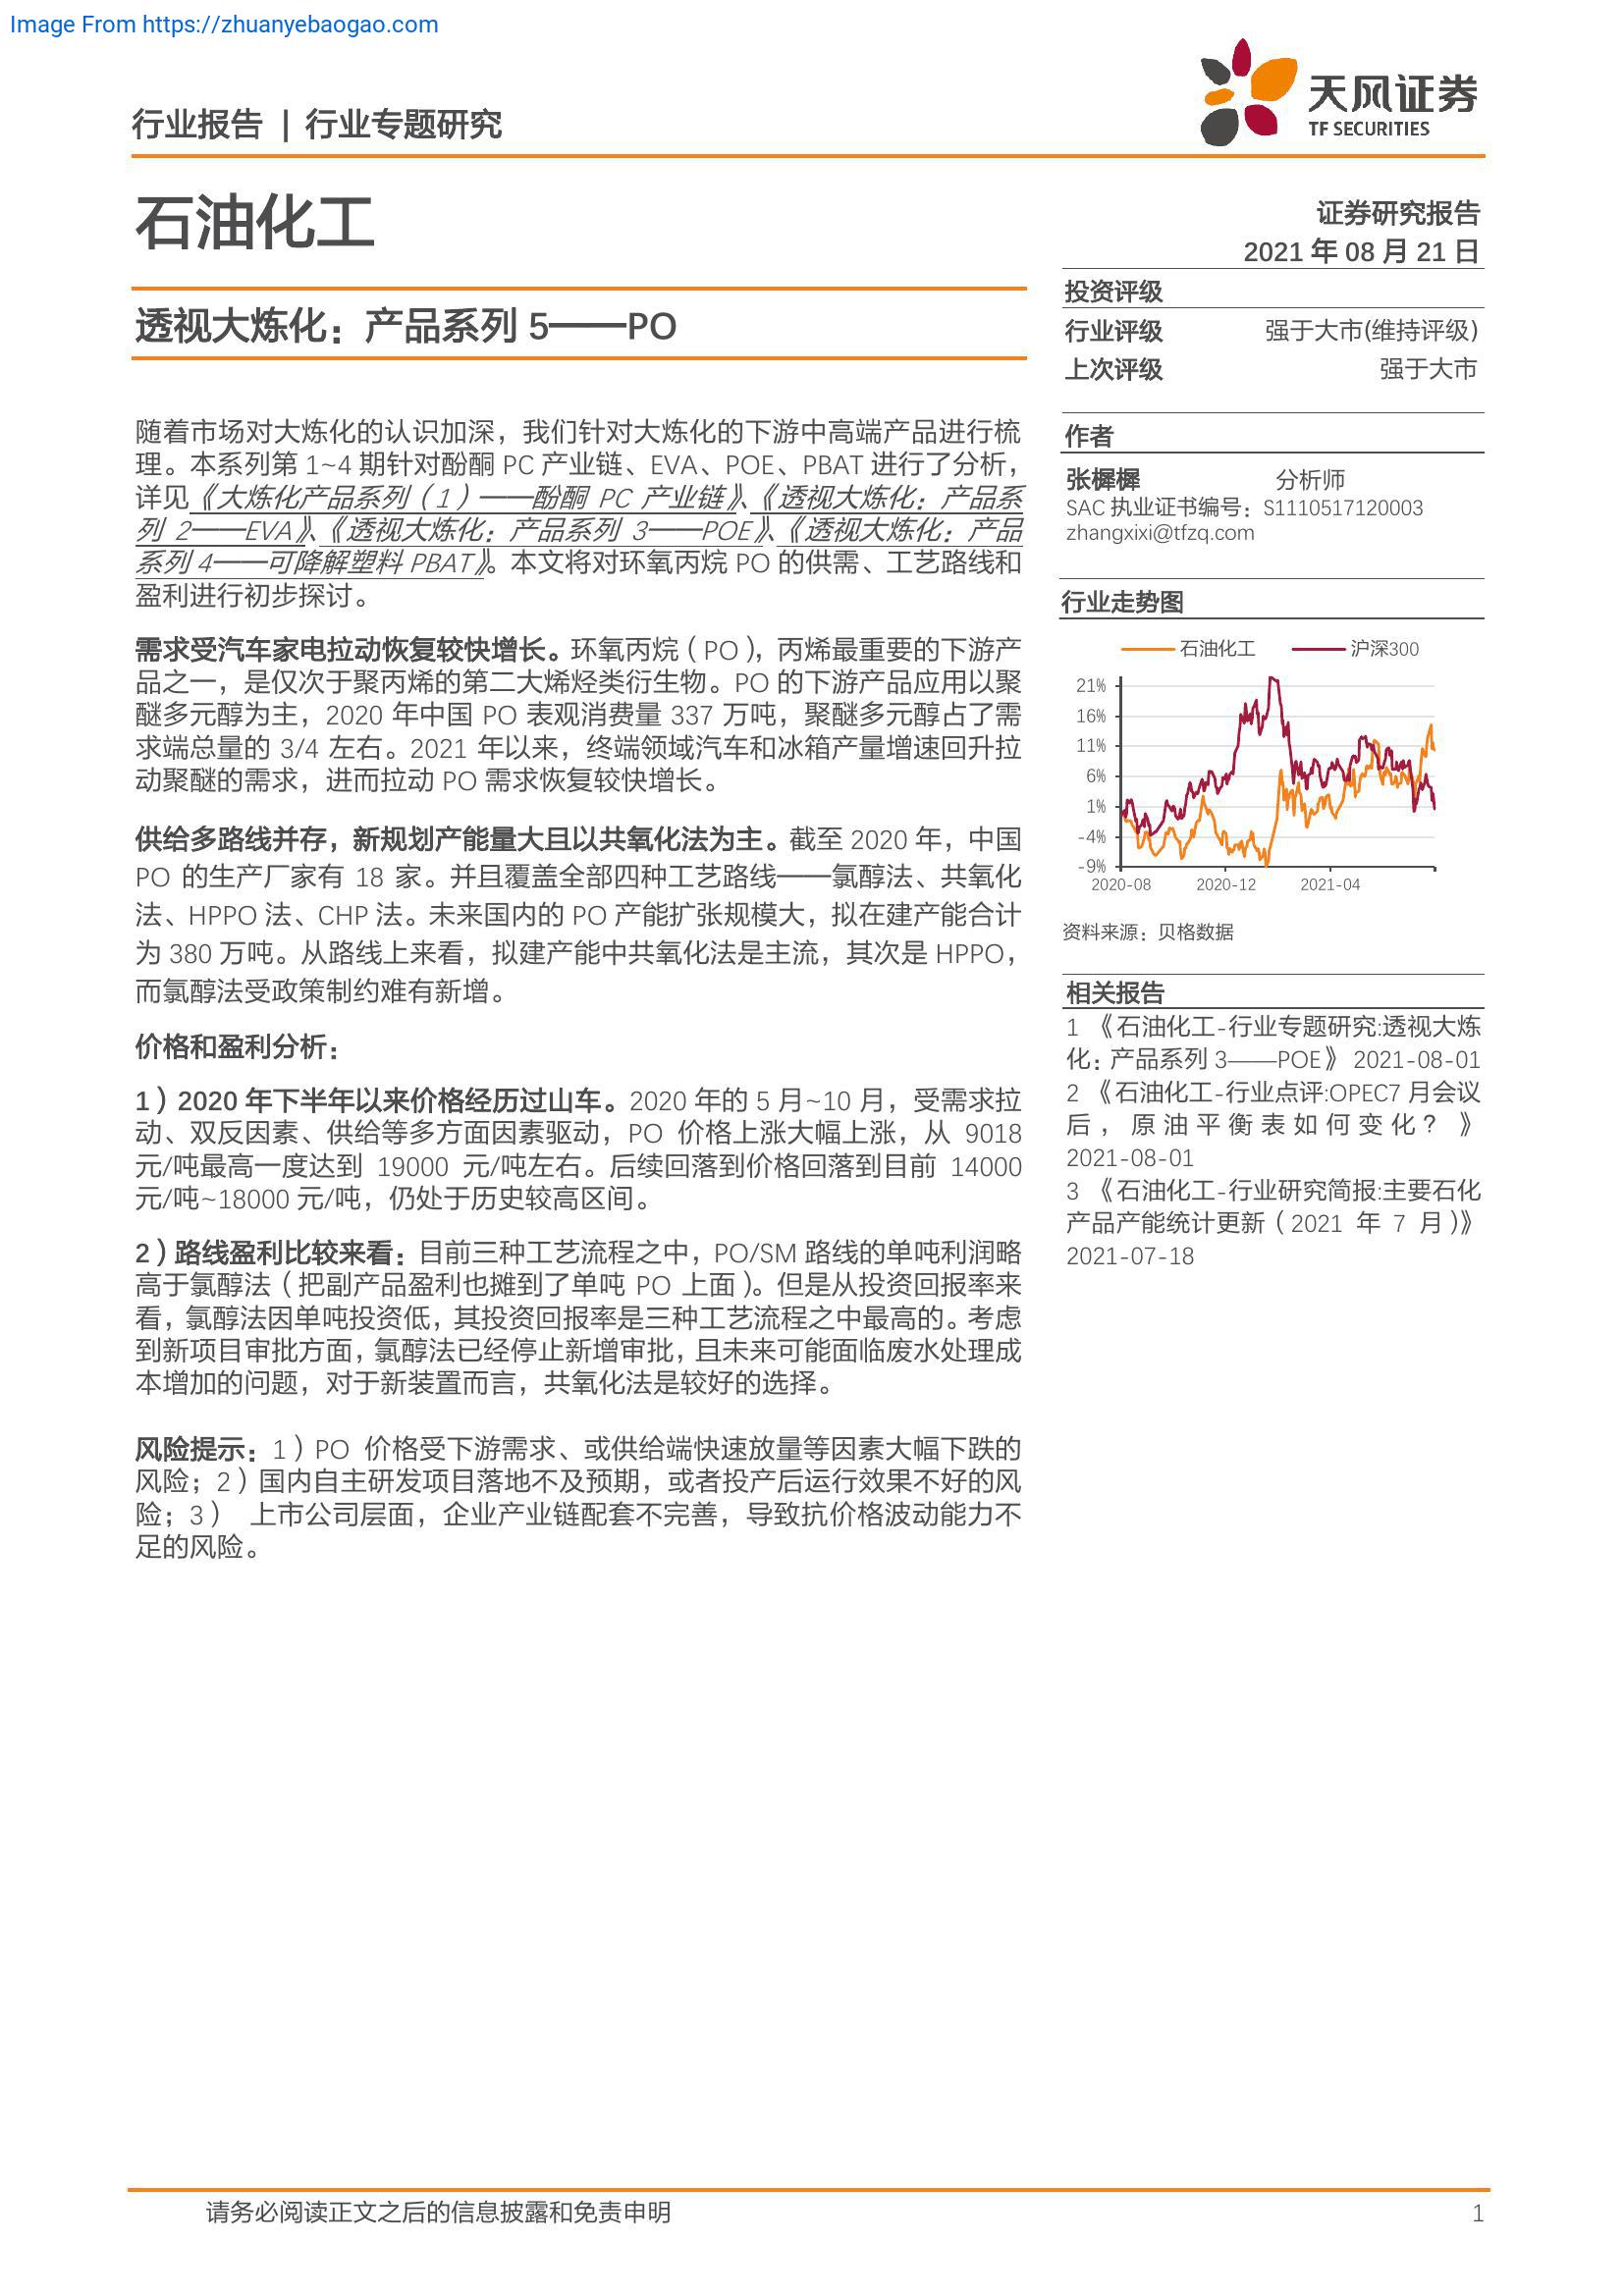 Image From https://zhuanyebaogao.com
行业报告 | 行业专题研究
天风证券
TF SECURITIES
石油化工
透视大炼化：产品系列 5——PO
随着市场对大炼化的认识加深，我们针对大炼化的下游中高端产品进行梳
理。本系列第 1~4 期针对酚酮 PC 产业链、EVA、POE、PBAT 进行了分析，
详见《大炼化产品系列（1）——酚酮 PC 产业链》、《透视大炼化：产品系
列 2——EVA》、《透视大炼化：产品系列 3——POE》、《透视大炼化：产品
系列 4——可降解塑料 PBAT》。本文将对环氧丙烷 PO 的供需、工艺路线和
盈利进行初步探讨。
需求受汽车家电拉动恢复较快增长。环氧丙烷（PO），丙烯最重要的下游产
品之一，是仅次于聚丙烯的第二大烯烃类衍生物。PO 的下游产品应用以聚
醚多元醇为主，2020 年中国 PO 表观消费量 337 万吨，聚醚多元醇占了需
求端总量的 3/4 左右。2021 年以来，终端领域汽车和冰箱产量增速回升拉
动聚醚的需求，进而拉动 PO 需求恢复较快增长。
供给多路线并存，新规划产能量大且以共氧化法为主。截至 2020 年，中国
PO 的生产厂家有 18 家。并且覆盖全部四种工艺路线——氯醇法、共氧化
法、HPPO 法、CHP 法。未来国内的 PO 产能扩张规模大，拟在建产能合计
为 380 万吨。从路线上来看，拟建产能中共氧化法是主流，其次是 HPPO，
而氯醇法受政策制约难有新增。
价格和盈利分析：
1）2020 年下半年以来价格经历过山车。2020 年的 5 月~10 月，受需求拉
动、双反因素、供给等多方面因素驱动，PO 价格上涨大幅上涨，从 9018
元/吨最高一度达到 19000 元/吨左右。后续回落到价格回落到目前 14000
元/吨~18000 元/吨，仍处于历史较高区间。
2）路线盈利比较来看：目前三种工艺流程之中，PO/SM 路线的单吨利润略
高于氯醇法（把副产品盈利也摊到了单吨 PO 上面）。但是从投资回报率来
看，氯醇法因单吨投资低，其投资回报率是三种工艺流程之中最高的。考虑
到新项目审批方面，氯醇法已经停止新增审批，且未来可能面临废水处理成
本增加的问题，对于新装置而言，共氧化法是较好的选择。
风险提示：1）PO 价格受下游需求、或供给端快速放量等因素大幅下跌的
风险；2）国内自主研发项目落地不及预期，或者投产后运行效果不好的风
险；3） 上市公司层面，企业产业链配套不完善，导致抗价格波动能力不
足的风险。
证券研究报告
2021 年 08 月 21 日
投资评级
行业评级 强于大市(维持评级)
上次评级 强于大市
作者
张樨樨 分析师
SAC 执业证书编号：S1110517120003
zhangxixi@tfzq.com
行业走势图
石油化工 沪深300
21%
16%
11%
6%
1%
-4%
-9%
2020-08 2020-12 2021-04
资料来源：贝格数据
相关报告
1 《石油化工-行业专题研究:透视大炼
化：产品系列 3——POE》 2021-08-01
2 《石油化工-行业点评:OPEC7 月会议
后，原油平衡表如何变化？》
2021-08-01
3 《石油化工-行业研究简报:主要石化
产品产能统计更新（2021 年 7 月）》
2021-07-18
请务必阅读正文之后的信息披露和免责申明 1